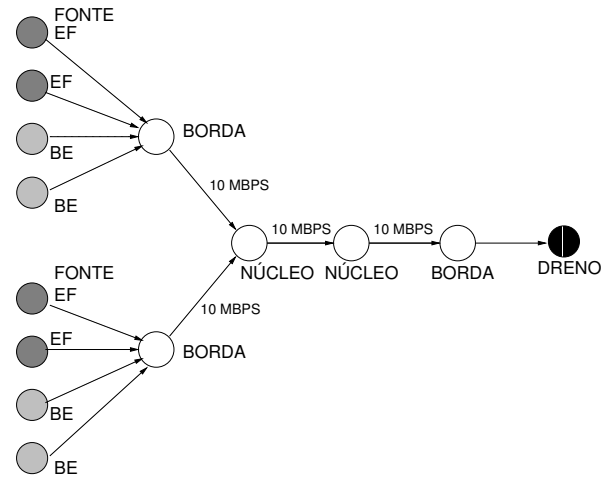 FONTE
EF
EF
BE
BE
BORDA
10 MBPS
10 MBPS
10 MBPS
NÚCLEO
NÚCLEO
BORDA
DRENO
10 MBPS
FONTE
EF
EF
BE
BE
BORDA